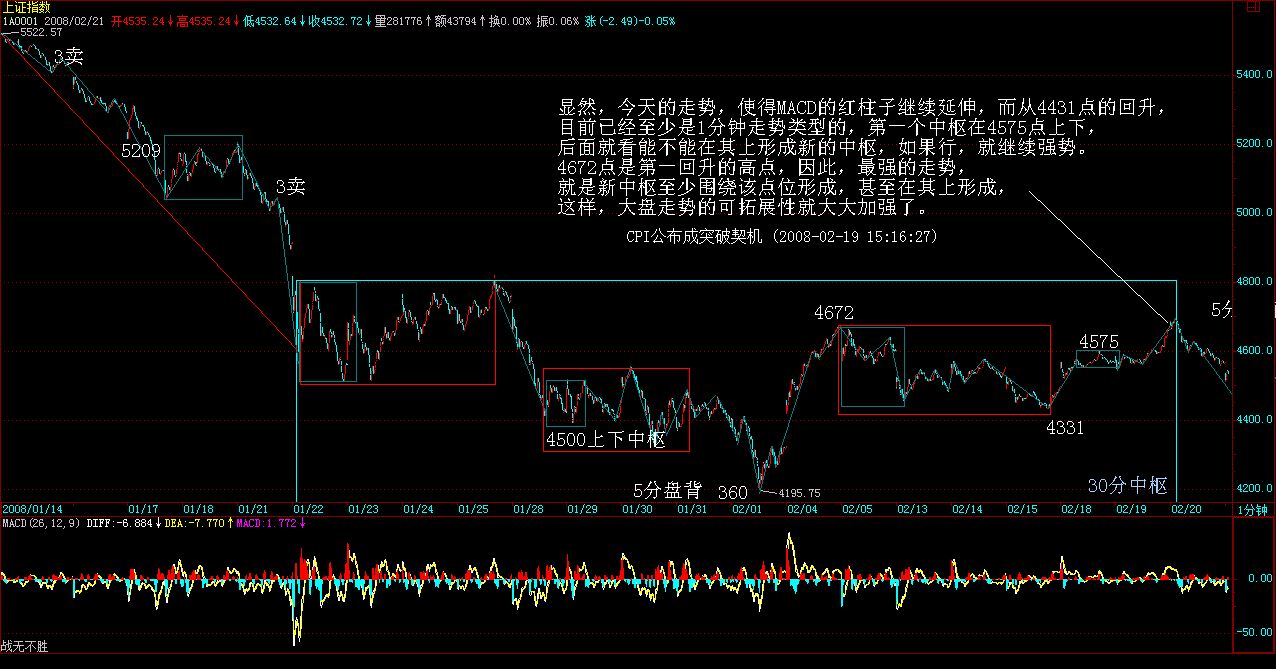 上证指数
1A0001 2008/02/21 开4535.24↓高4535.24↓低4532.64↓收4532.72↓量281776↑额43794↑换0.00% 振0.06% 涨(-2.49)-0.05%
5522.57
3卖
5400.0
显然，今天的走势，使得MACD的红柱子继续延伸，而从4431点的回升，
目前已经至少是1分钟走势类型的，第一个中枢在4575点上下，
后面就看能不能在其上形成新的中枢，如果行，就继续强势。
4672点是第一回升的高点，因此，最强的走势，
就是新中枢至少围绕该点位形成，甚至在其上形成，
这样，大盘走势的可拓展性就大大加强了。
CPI公布成突破契机 (2008-02-19 15:16:27)
5209
5200.0
3卖
5000.0
4800.0
4672
5分
4575
4600.0
4400.0
4331
4500上下中枢
5分盘背
360
4195.75
30分中枢
4200.0
2008/01/14 01/17 01/18 01/21 01/22 01/23 01/24 01/25 01/28 01/29 01/30 01/31 02/01 02/04 02/05 02/13 02/14 02/15 02/18 02/19 02/20 1分钟
MACD(26,12,9) DIFF:-6.884↓DEA:-7.770↑MACD:1.772↓
0.00
-50.00
战无不胜